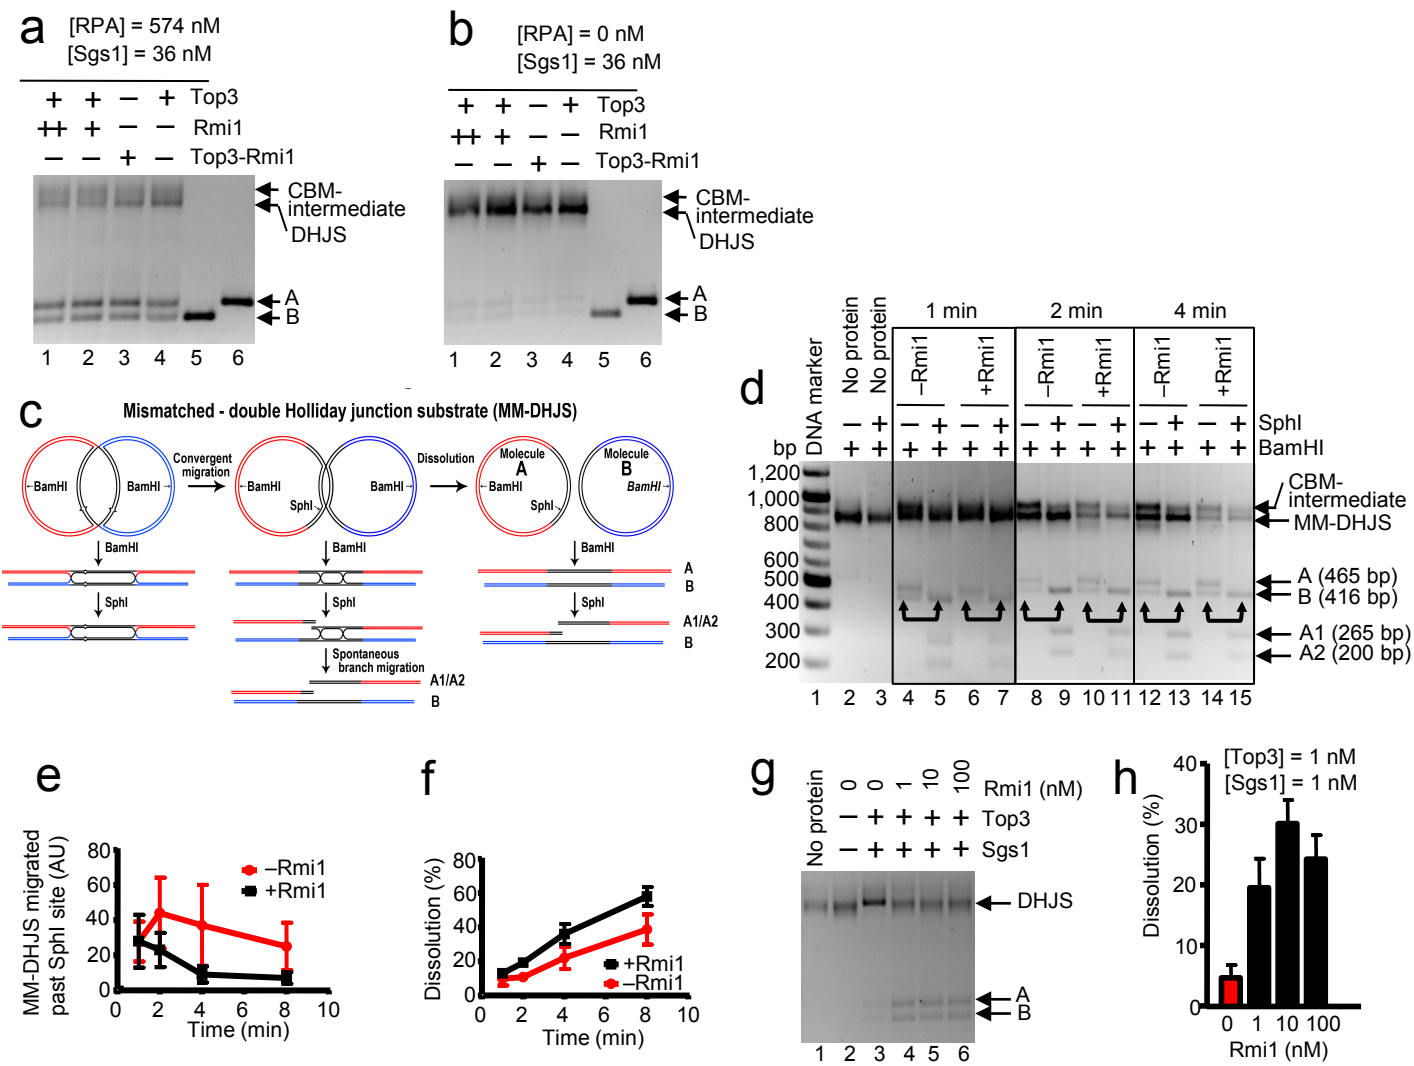 a
[RPA] = 574 nM
[Sgs1] = 36 nM
+ + – + Top3
++ + – – Rmi1
– – + – Top3-Rmi1
CBM-
intermediate
DHJS
A
B
1 2 3 4 5 6
b
[RPA] = 0 nM
[Sgs1] = 36 nM
+ + – + Top3
++ + – – Rmi1
– – + – Top3-Rmi1
CBM-
intermediate
DHJS
A
B
1 2 3 4 5 6
c
Mismatched - double Holliday junction substrate (MM-DHJS)
BamHI
BamHI
Convergent
migration
BamHI
BamHI
SphI
Dissolution
Molecule
A
BamHI
SphI
Molecule
B
BamHI
BamHI
BamHI
BamHI
A
B
SphI
SphI
SphI
A1/A2
B
Spontaneous
branch migration
A1/A2
B
d
1 min 2 min 4 min
DNA marker
No protein
No protein
–Rmi1
+Rmi1
–Rmi1
+Rmi1
–Rmi1
+Rmi1
– + – + – + – + – + – + – + SphI
bp + + + + + + + + + + + + + + BamHI
1,200
1,000
800
600
500
400
300
200
CBM-
intermediate
MM-DHJS
A (465 bp)
B (416 bp)
A1 (265 bp)
A2 (200 bp)
1 2 3 4 5 6 7 8 9 10 11 12 13 14 15
e
MM-DHJS migrated
past SphI site (AU)
80
60
40
20
0
–Rmi1
+Rmi1
0 2 4 6 8 10
Time (min)
f
Dissolution (%)
80
60
40
20
0
+Rmi1
–Rmi1
0 2 4 6 8 10
Time (min)
g
No protein
0 0 1 10 100 Rmi1 (nM)
– + + + + Top3
– + + + + Sgs1
DHJS
A
B
1 2 3 4 5 6
h
[Top3] = 1 nM
[Sgs1] = 1 nM
Dissolution (%)
40
30
20
10
0
0 1 10 100
Rmi1 (nM)